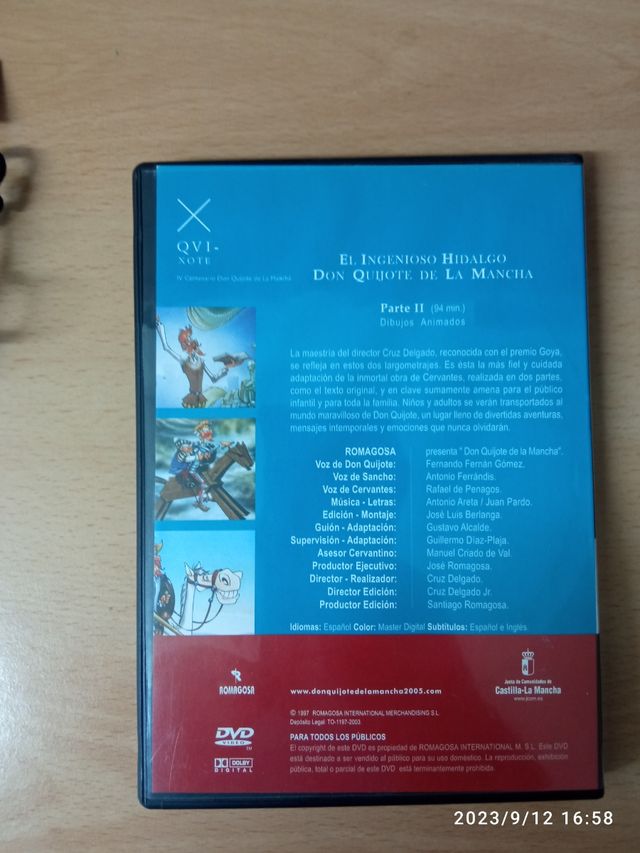 QVI-
XOTE
IV Centenario Don Quijote de La Mancha
El Ingenioso Hidalgo
Don Quijote de La Mancha
Parte II (94 min.)
Dibujos Animados
La maestría del director Cruz Delgado, reconocida con el premio Goya,
se refleja en estos dos largometrajes. Es ésta la más fiel y cuidada
adaptación de la inmortal obra de Cervantes, realizada en dos partes,
como el texto original, y en clave sumamente amena para el público
infantil y para toda la familia. Niños y adultos se verán transportados al
mundo maravilloso de Don Quijote, un lugar lleno de divertidas aventuras,
mensajes intemporales y emociones que nunca olvidarán.
ROMAGOSA presenta " Don Quijote de la Mancha".
Voz de Don Quijote: Fernando Fernán Gómez.
Voz de Sancho: Antonio Ferrándis.
Voz de Cervantes: Rafael de Penagos.
Música - Letras: Antonio Areta / Juan Pardo.
Edición - Montaje: José Luis Berlanga.
Guión - Adaptación: Gustavo Alcalde.
Supervisión - Adaptación: Guillermo Díaz-Plaja.
Asesor Cervantino: Manuel Criado de Val.
Productor Ejecutivo: José Romagosa.
Director - Realizador: Cruz Delgado.
Director Edición: Cruz Delgado Jr.
Productor Edición: Santiago Romagosa.
Idiomas: Español Color: Master Digital Subtítulos: Español e Inglés.
ROMAGOSA
www.donquijotedelamancha2005.com
Junta de Comunidades de
Castilla-La Mancha
www.jccm.es
© 1997 ROMAGOSA INTERNATIONAL MERCHANDISING S.L.
Depósito Legal: TO-1197-2003
DVD
VIDEO
TM
DOLBY
DIGITAL
PARA TODOS LOS PÚBLICOS
El copyright de este DVD es propiedad de ROMAGOSA INTERNATIONAL M. S.L. Este DVD
está destinado a ser vendido al público para su uso doméstico. La reproducción, exhibición
pública, total o parcial de este DVD está terminantemente prohibida.
2023/9/12 16:58